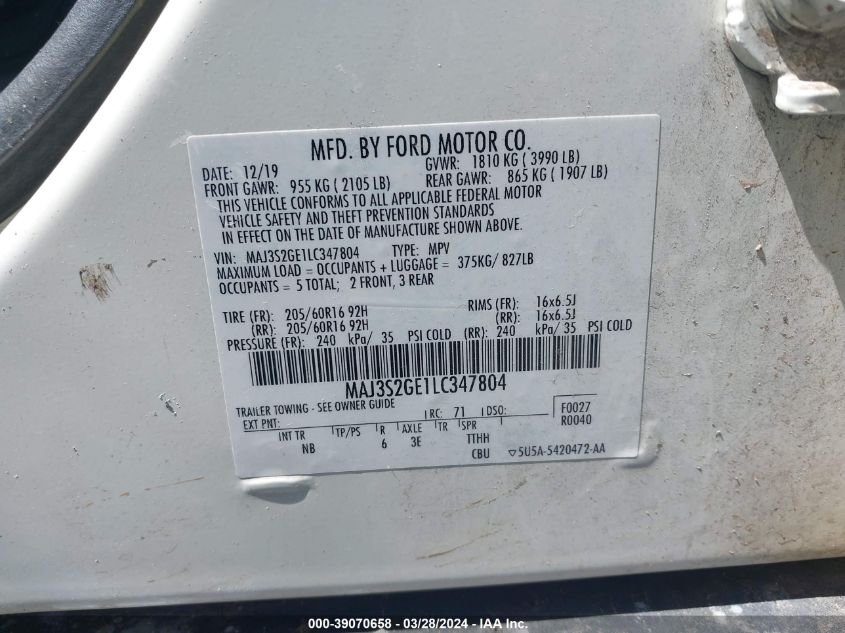 MFD. BY FORD MOTOR CO.
DATE: 12/19 GVWR: 1810 KG ( 3990 LB)
FRONT GAWR: 955 KG ( 2105 LB) REAR GAWR: 865 KG ( 1907 LB)
THIS VEHICLE CONFORMS TO ALL APPLICABLE FEDERAL MOTOR
VEHICLE SAFETY AND THEFT PREVENTION STANDARDS
IN EFFECT ON THE DATE OF MANUFACTURE SHOWN ABOVE.
VIN: MAJ3S2GE1LC347804 TYPE: MPV
MAXIMUM LOAD = OCCUPANTS + LUGGAGE = 375KG/ 827LB
OCCUPANTS = 5 TOTAL; 2 FRONT, 3 REAR
TIRE (FR): 205/60R16 92H RIMS (FR): 16x6.5J
(RR): 205/60R16 92H (RR): 16x6.5J
PRESSURE (FR): 240 kPa/ 35 PSI COLD (RR): 240 kPa/ 35 PSI COLD
MAJ3S2GE1LC347804
TRAILER TOWING - SEE OWNER GUIDE
EXT PNT: RC: 71 DSO: F0027
R0040
INT TR TP/PS R AXLE TR SPR
NB 6 3E TTHH
CBU ▽5U5A-5420472-AA
000-39070658 - 03/28/2024 - IAA Inc.